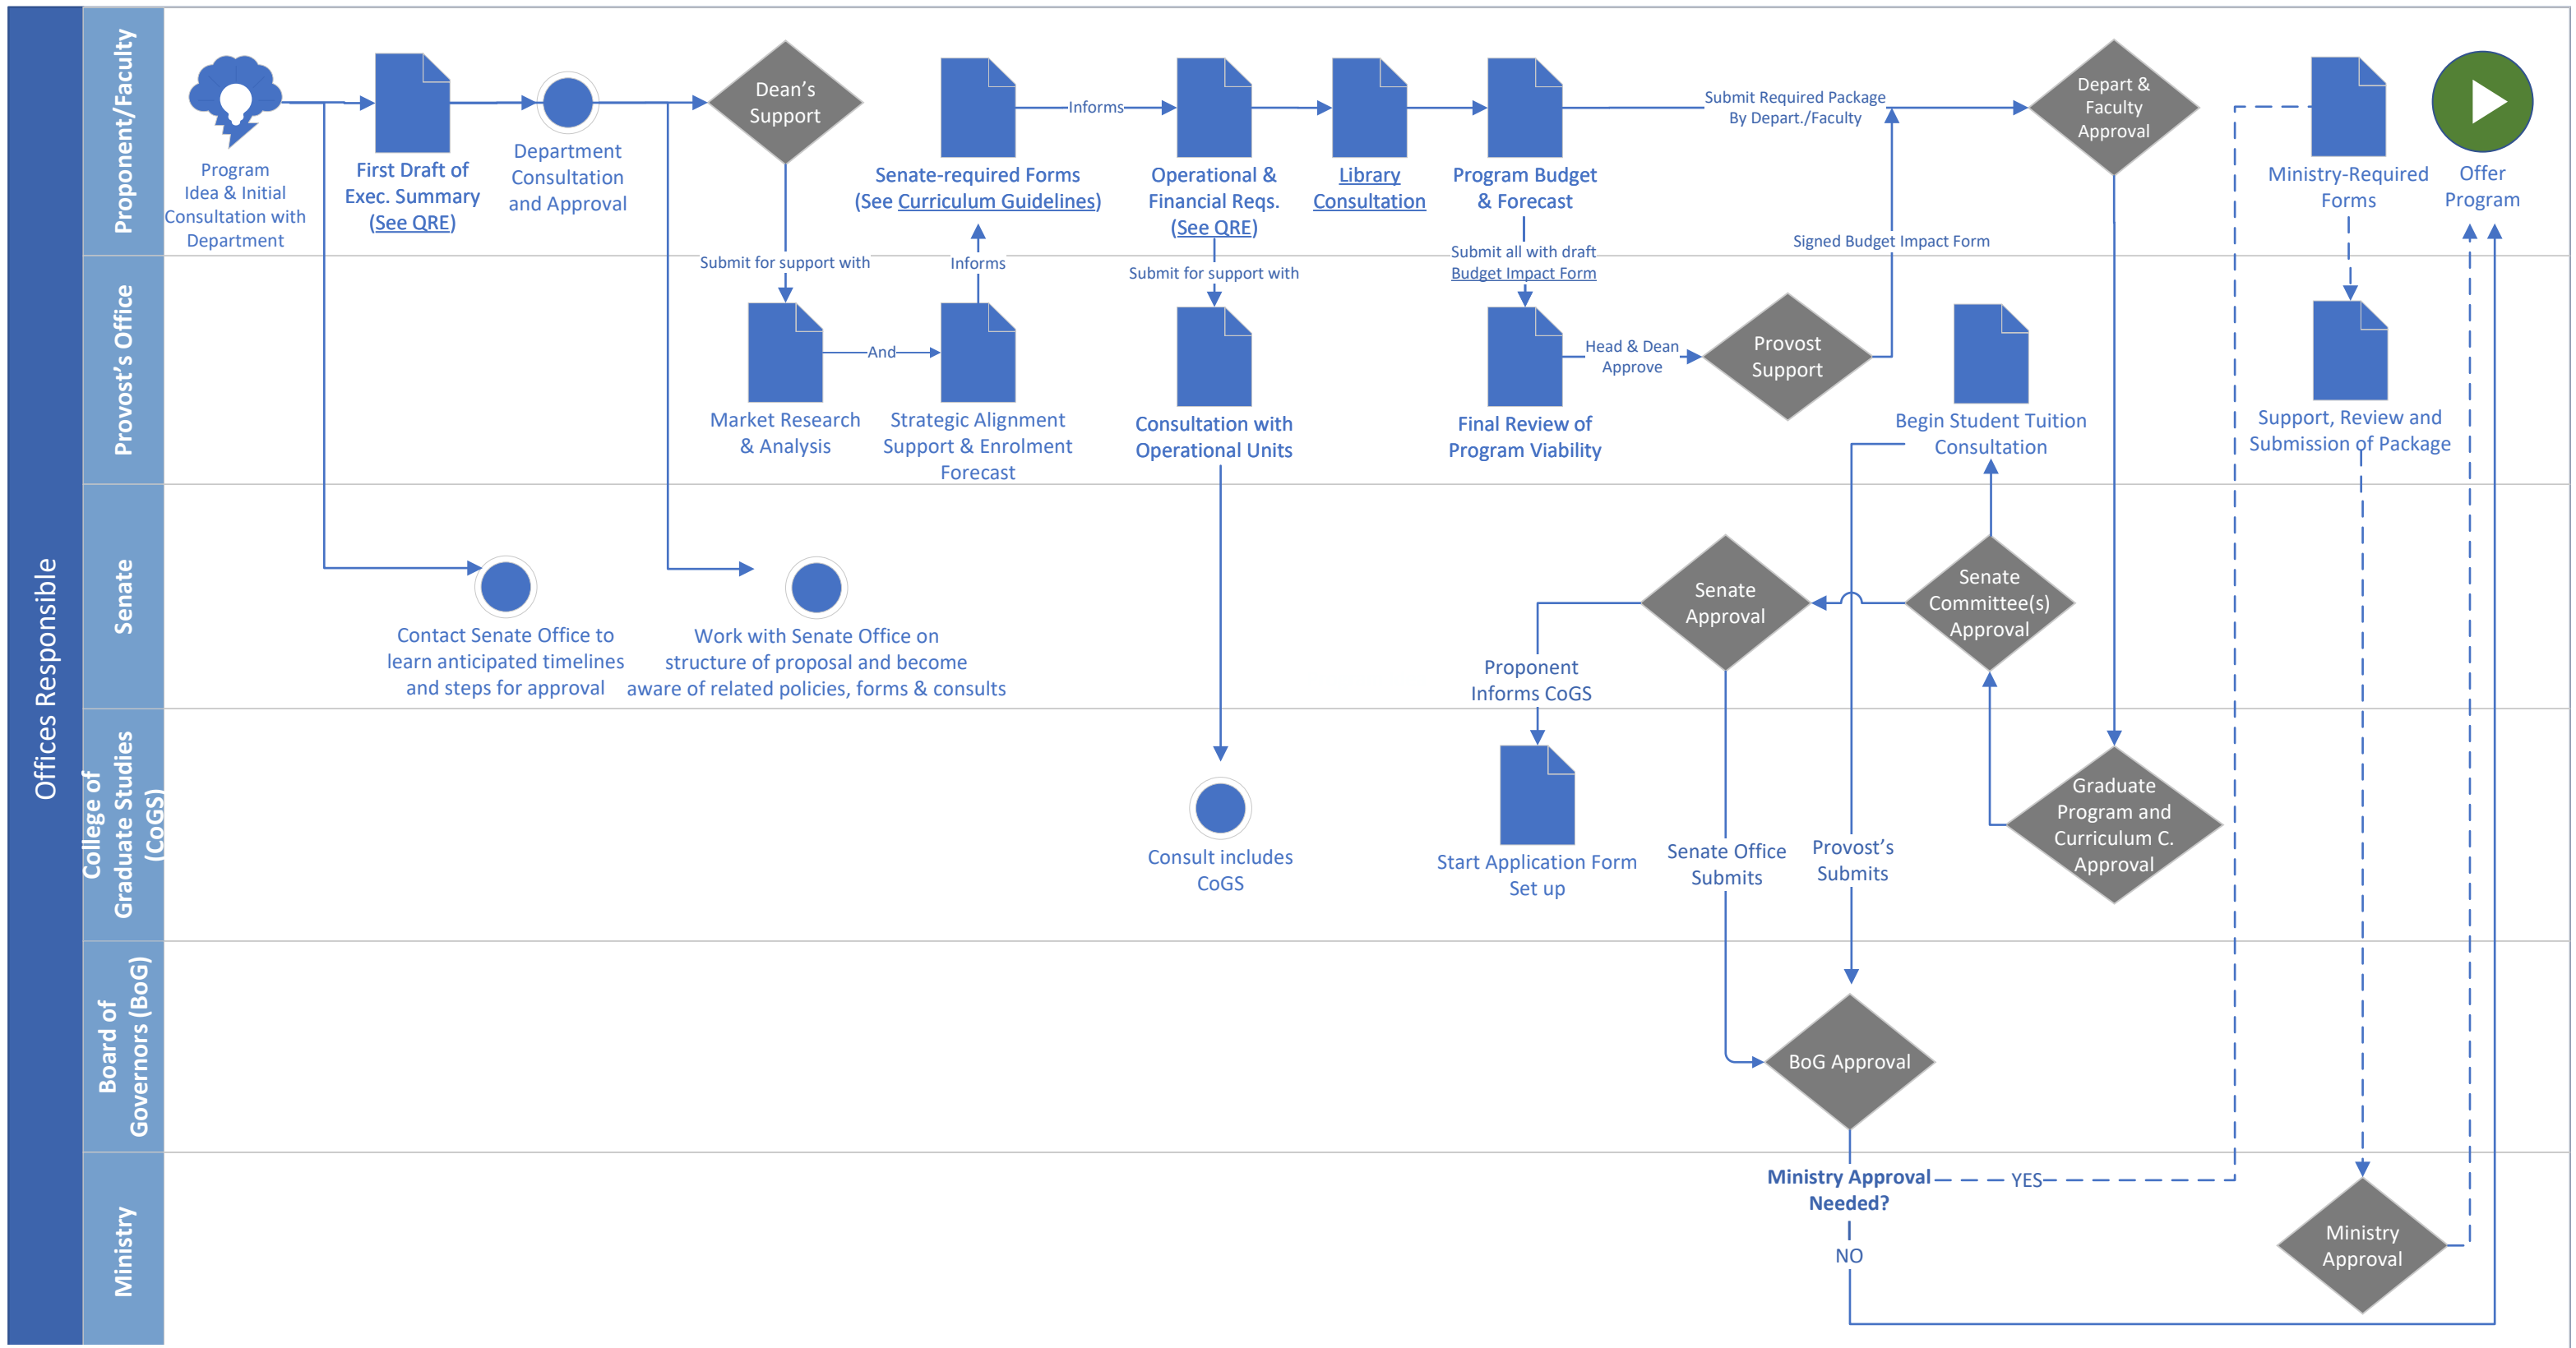 Offices Responsible
Proponent/Faculty
Program
Idea & Initial
Consultation with
Department
First Draft of
Exec. Summary
(See QRE)
Department
Consultation
and Approval
Dean's
Support
Senate-required Forms
(See Curriculum Guidelines)
Informs
Operational &
Financial Reqs.
(See QRE)
Library
Consultation
Program Budget
& Forecast
Submit Required Package
By Depart./Faculty
Depart &
Faculty
Approval
Ministry-Required
Forms
Offer
Program
Submit for support with
Informs
Submit for support with
Submit all with draft
Budget Impact Form
Signed Budget Impact Form
Provost's Office
Market Research
& Analysis
And
Strategic Alignment
Support & Enrolment
Forecast
Consultation with
Operational Units
Final Review of
Program Viability
Head & Dean
Approve
Provost
Support
Begin Student Tuition
Consultation
Support, Review and
Submission of Package
Senate
Contact Senate Office to
learn anticipated timelines
and steps for approval
Work with Senate Office on
structure of proposal and become
aware of related policies, forms & consults
Senate
Approval
Senate
Committee(s)
Approval
Proponent
Informs CoGS
College of
Graduate Studies
(CoGS)
Consult includes
CoGS
Start Application Form
Set up
Senate Office
Submits
Provost's
Submits
Graduate
Program and
Curriculum C.
Approval
Board of
Governors (BoG)
BoG Approval
Ministry
Ministry Approval
Needed?
YES
NO
Ministry
Approval